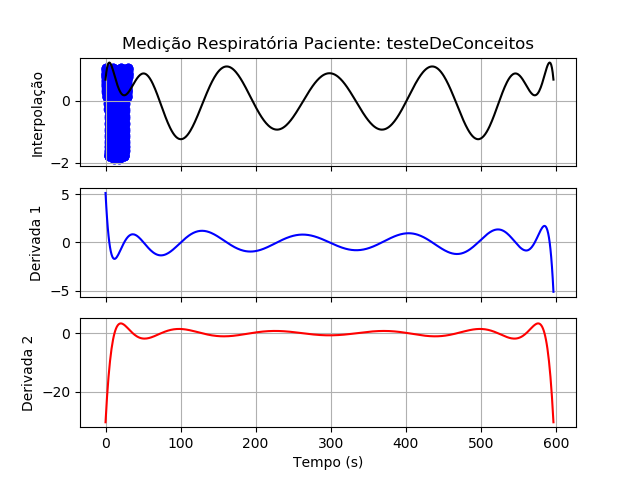 Medição Respiratória Paciente: testeDeConceitos
Interpolação
0
−2
Derivada 1
5
0
−5
Derivada 2
0
−20
0 100 200 300 400 500 600
Tempo (s)